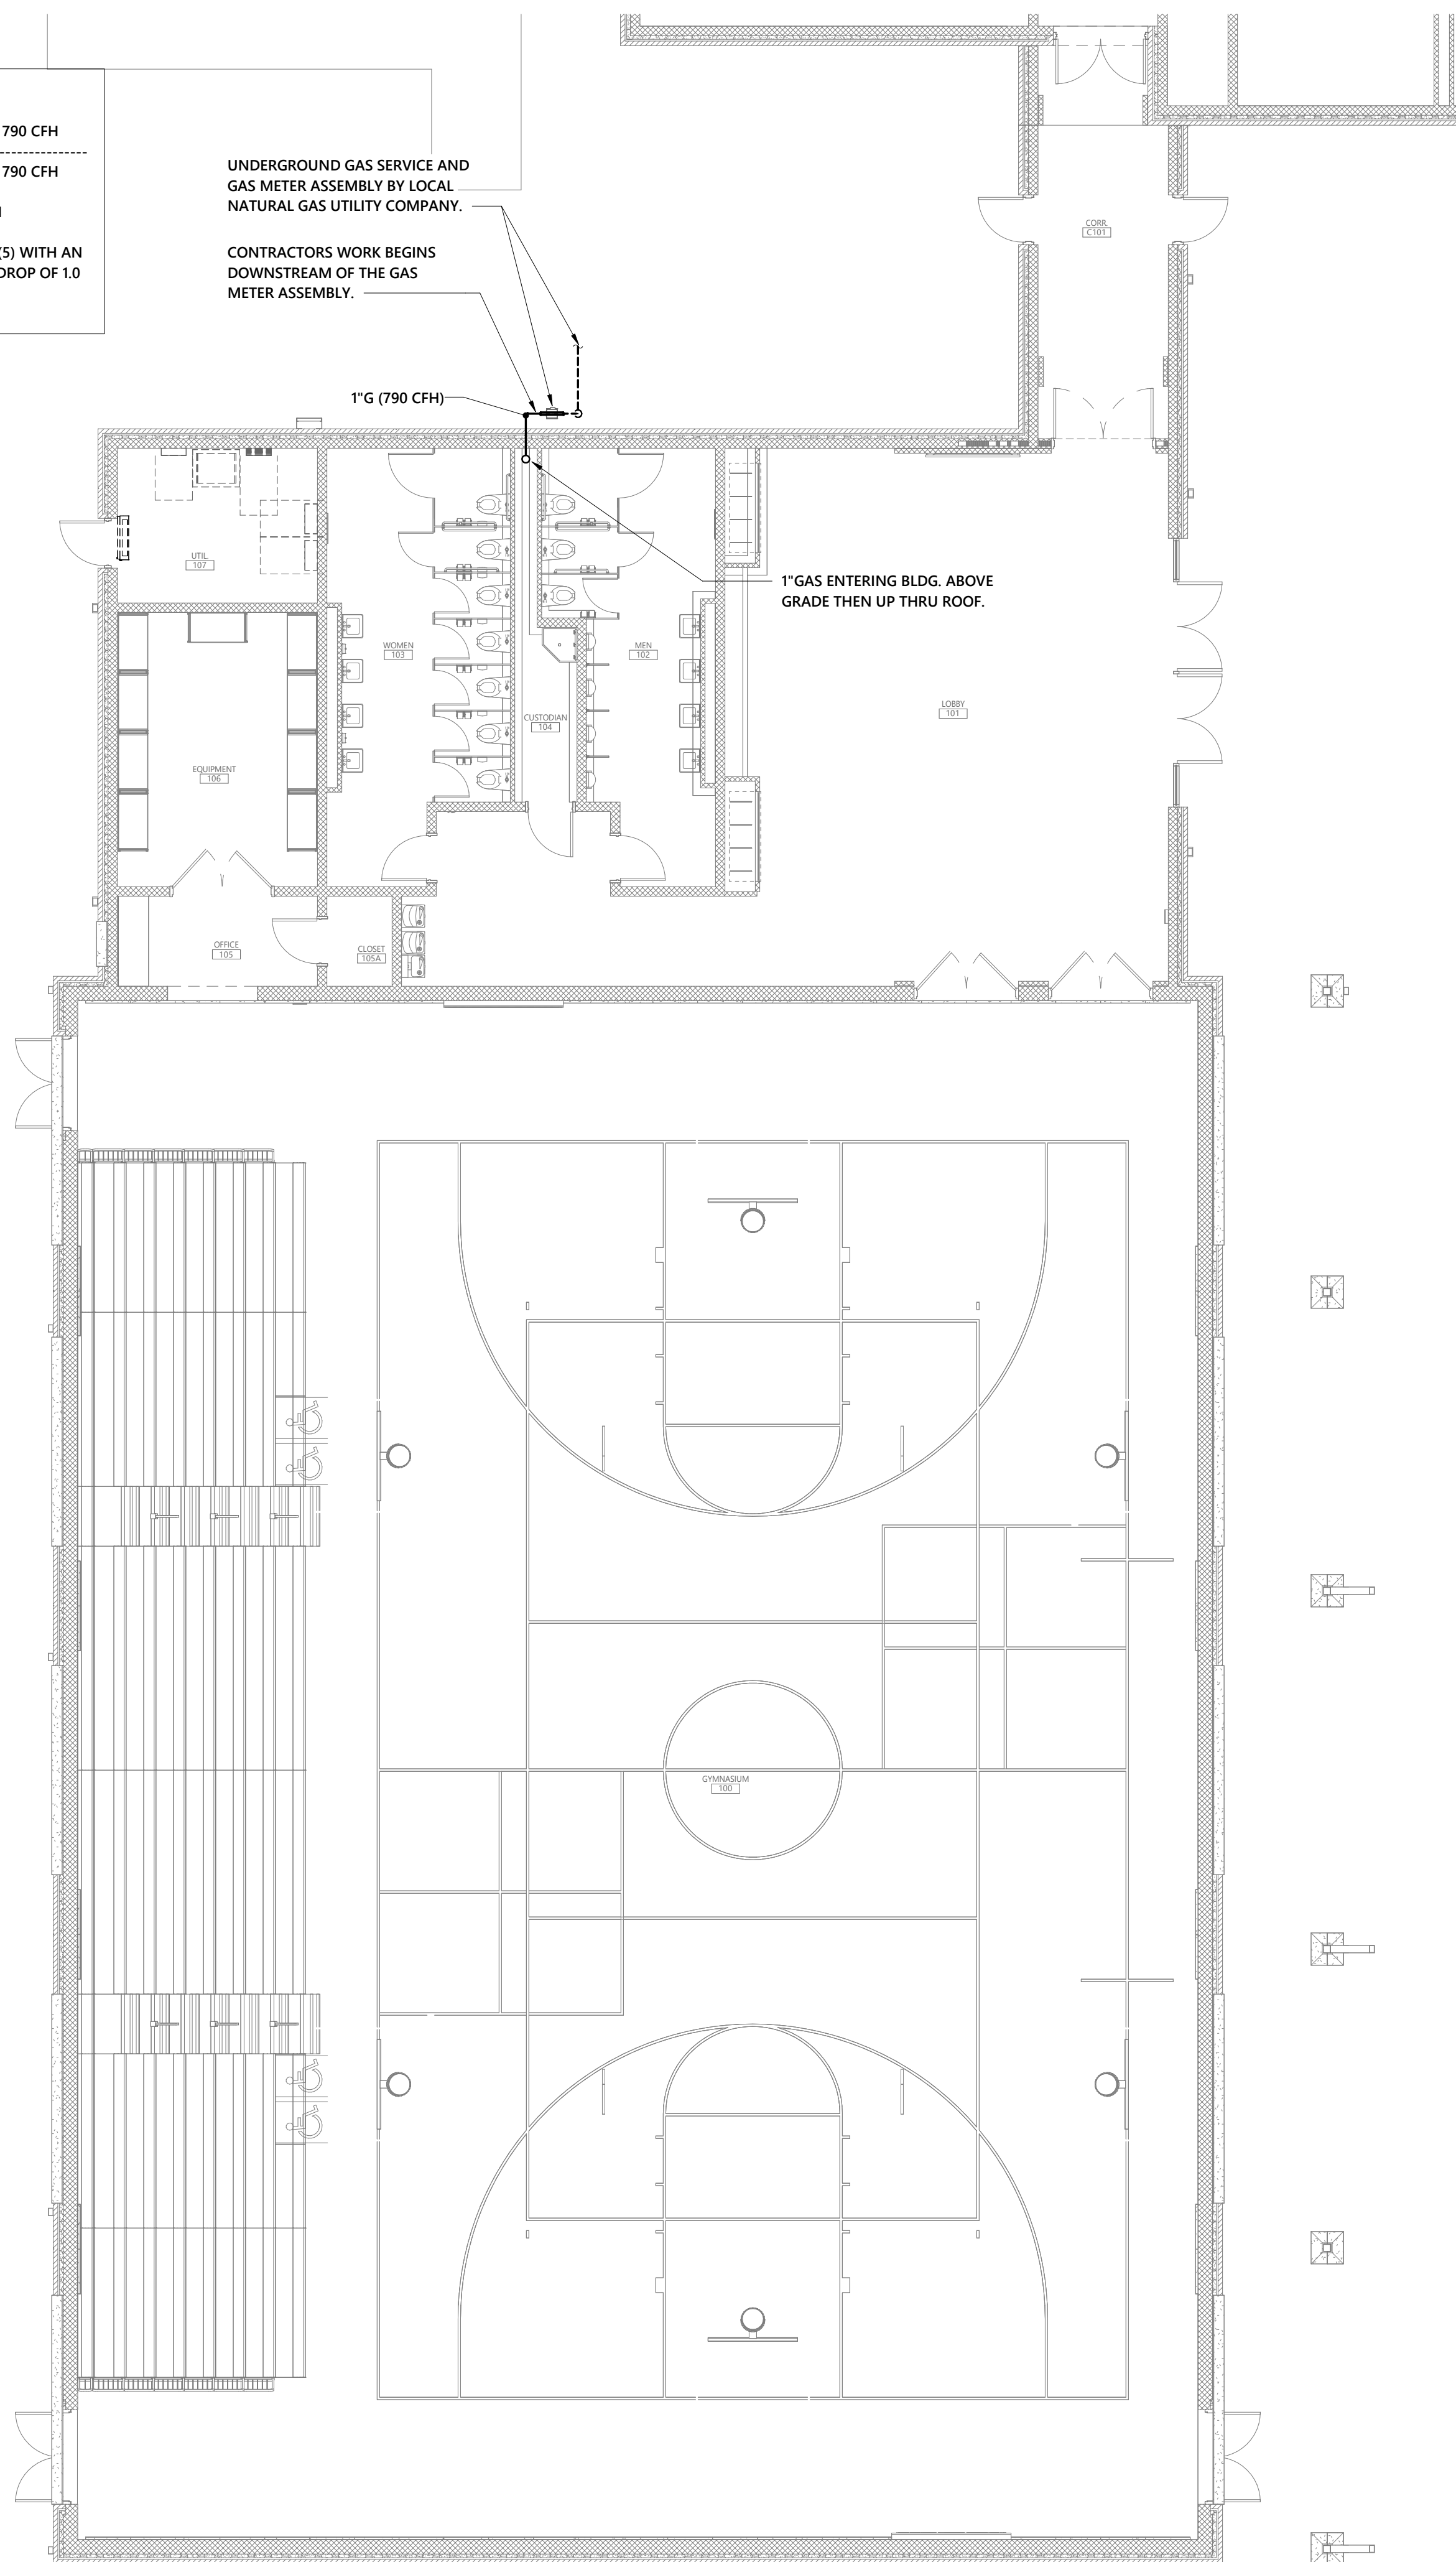 790 CFH
790 CFH
(5) WITH AN
DROP OF 1.0
UNDERGROUND GAS SERVICE AND
GAS METER ASSEMBLY BY LOCAL
NATURAL GAS UTILITY COMPANY.
CONTRACTORS WORK BEGINS
DOWNSTREAM OF THE GAS
METER ASSEMBLY.
1"G (790 CFH)
CORR.
C101
1"GAS ENTERING BLDG. ABOVE
GRADE THEN UP THRU ROOF.
UTIL.
107
WOMEN
103
MEN
102
CUSTODIAN
104
LOBBY
101
EQUIPMENT
106
OFFICE
105
CLOSET
105A
GYMNASIUM
100